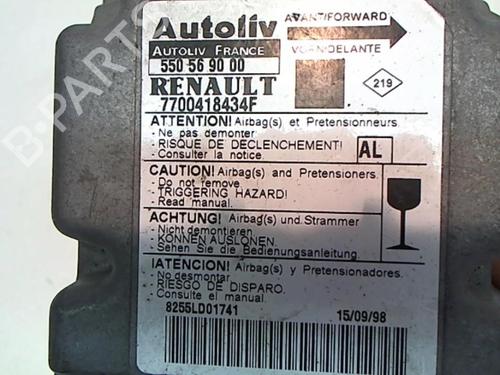 Autoliv
AVANT/FORWARD
AUTOLIV FRANCE
VORN/DELANTE
550 56 90 00
RENAULT
219
7700418434F
ATTENTION! Airbag(s) et Pretensionneurs.
- Ne pas demonter
- RISQUE DE DECLENCHEMENT!
- Consulter la notice.
AL
CAUTION! Airbag(s) and Pretensioners.
- Do not remove.
- TRIGGERING HAZARD!
- Read manual.
ACHTUNG! Airbag(s) und Strammer
- Nicht demontieren
- KONNEN AUSLONEN.
- Sehen Sie die Bedienungsanleitung.
IATENCION! Airbag(s) y Pretensionadores.
- No desmontar
- RIESGO DE DISPARO.
- Consulte el manual.
8255LD01741
15/09/98
B-PARTS